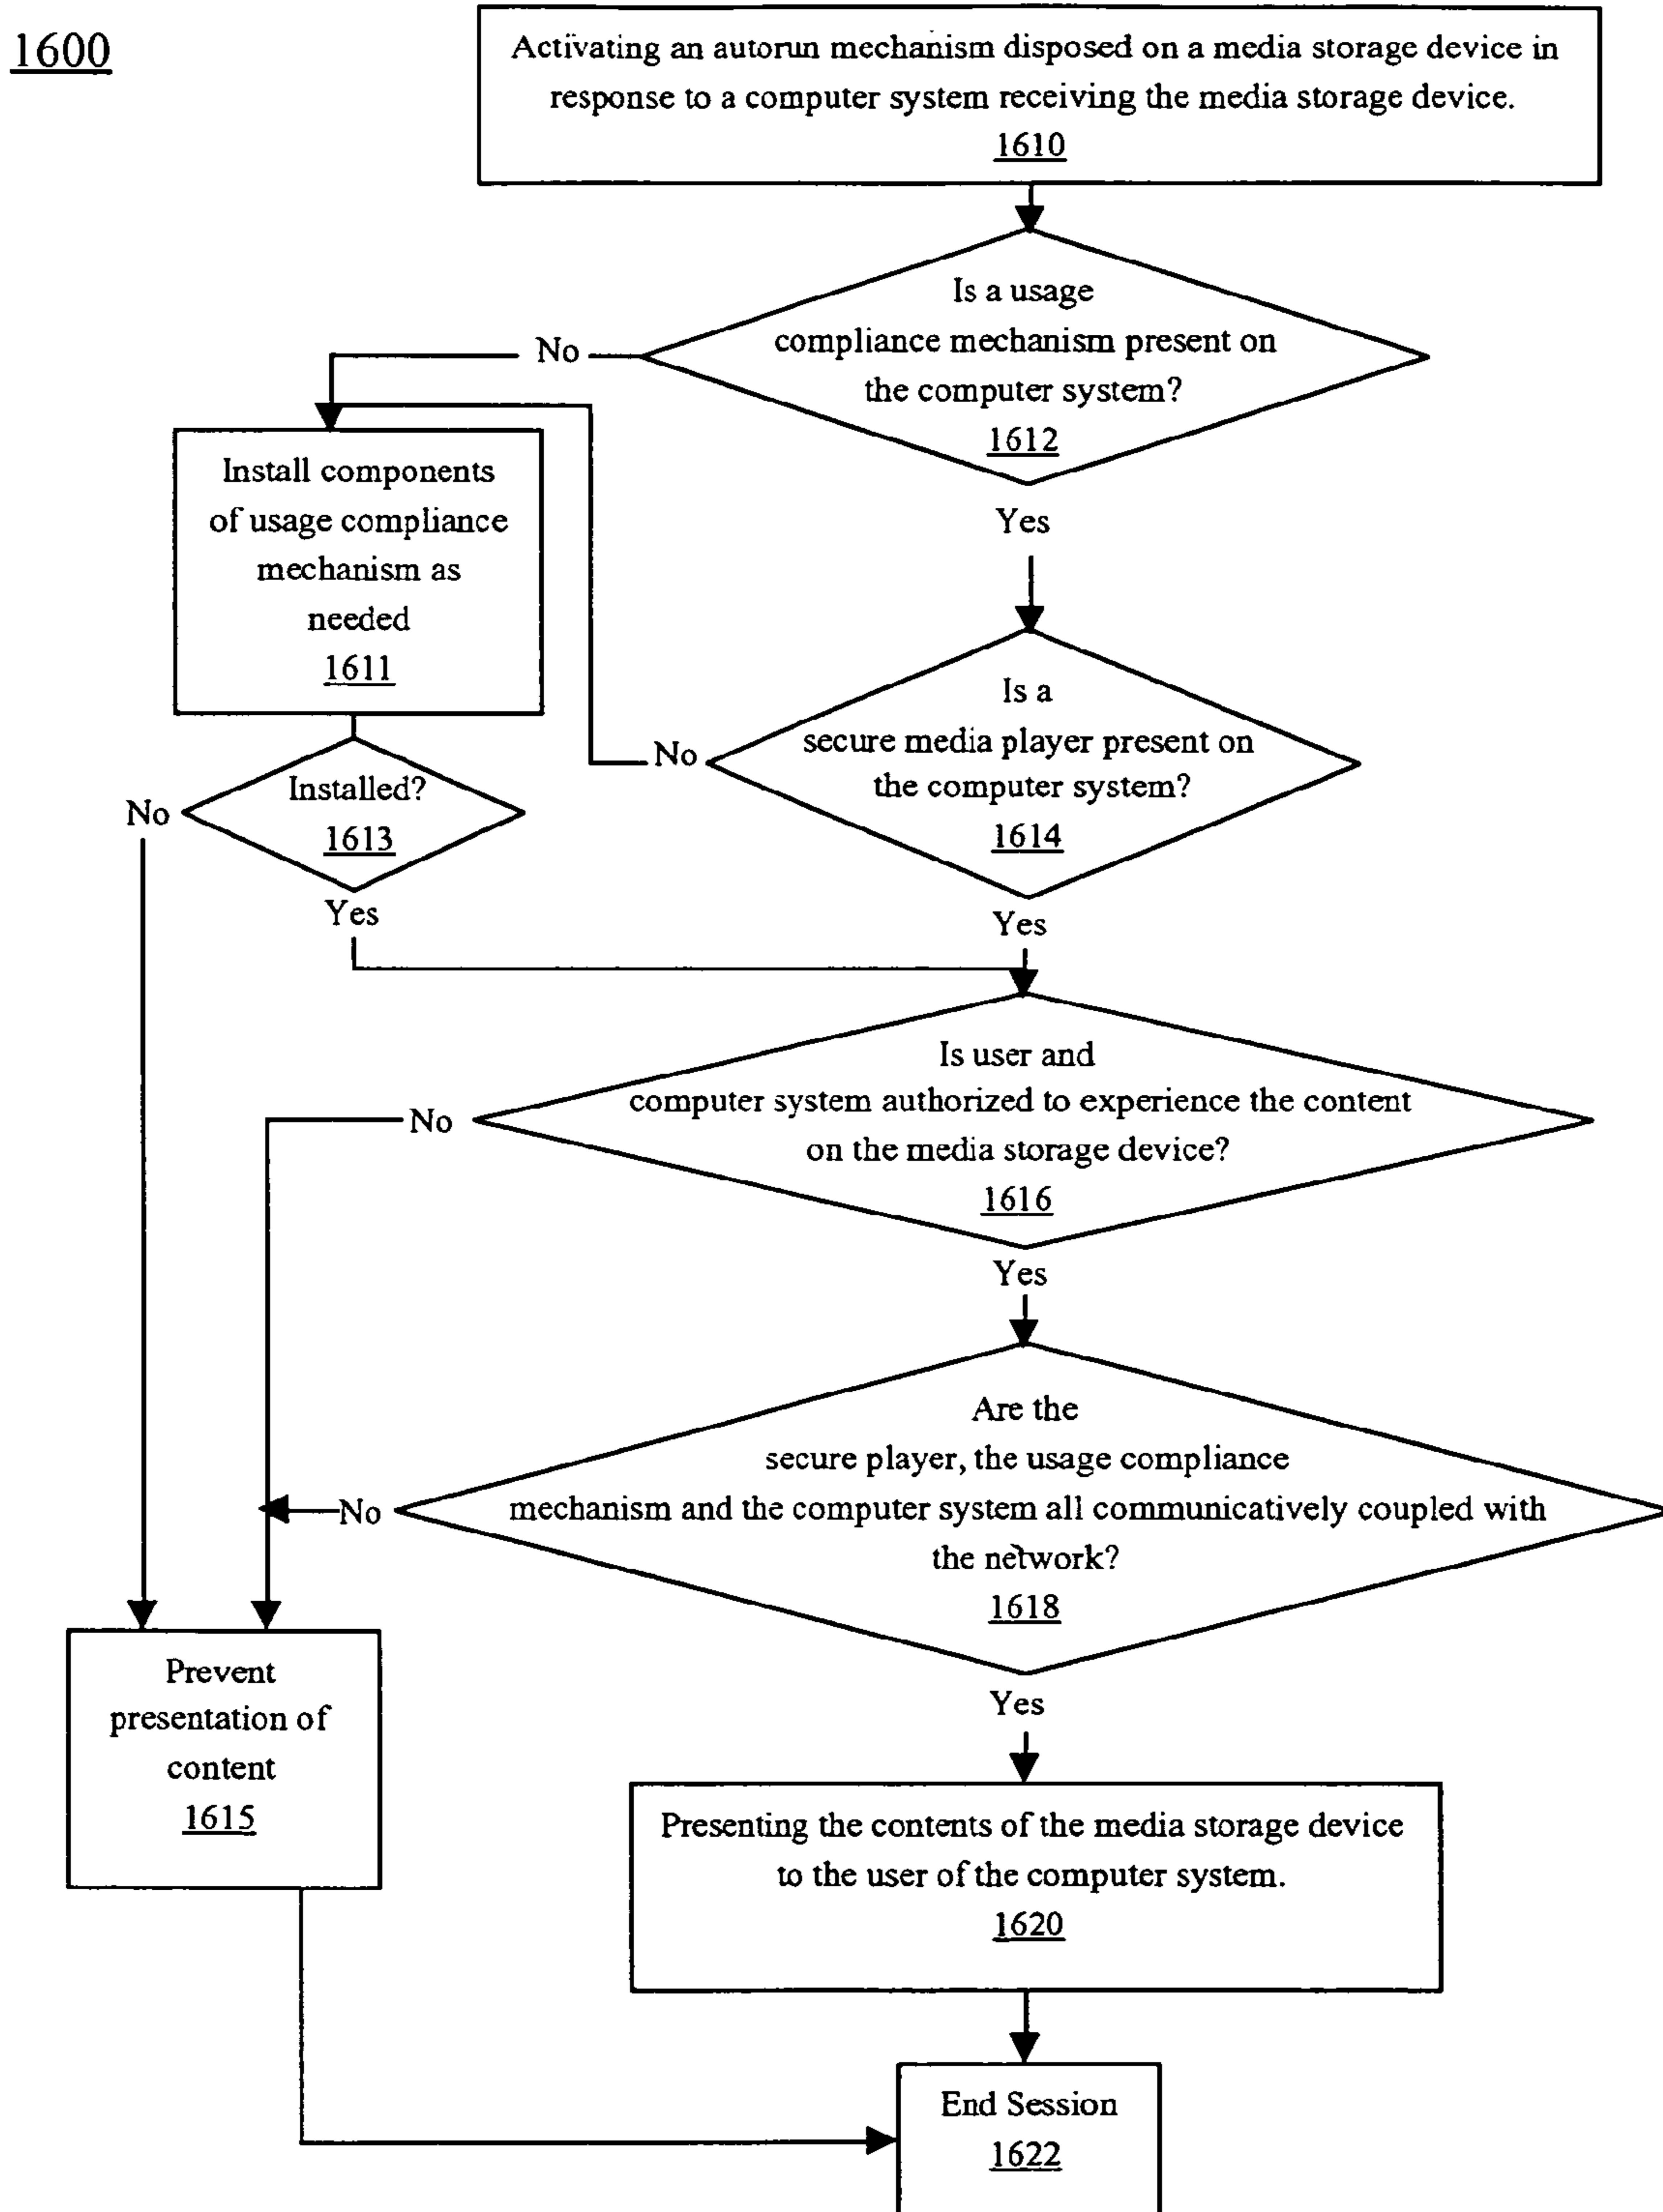 1600
Activating an autorun mechanism disposed on a media storage device in
response to a computer system receiving the media storage device.
1610
Is a usage
compliance mechanism present on
the computer system?
1612
No
Yes
Install components
of usage compliance
mechanism as
needed
1611
Is a
secure media player present on
the computer system?
1614
No
Yes
Installed?
1613
No
Yes
Is user and
computer system authorized to experience the content
on the media storage device?
1616
No
Yes
Are the
secure player, the usage compliance
mechanism and the computer system all communicatively coupled with
the network?
1618
No
Yes
Prevent
presentation of
content
1615
Presenting the contents of the media storage device
to the user of the computer system.
1620
End Session
1622